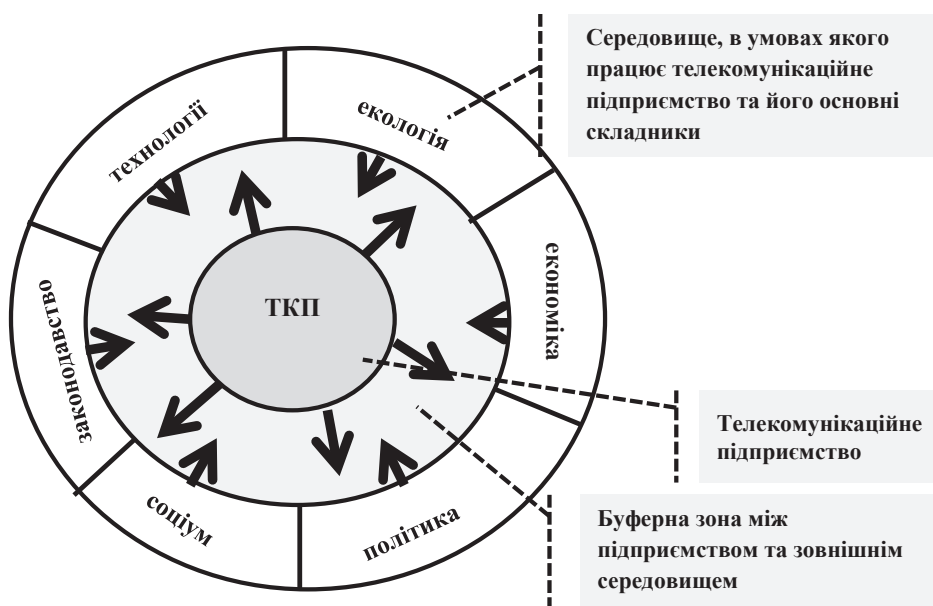 Середовище, в умовах якого
працює телекомунікаційне
підприємство та його основні
складники
технології
екологія
економіка
законодавство
ТКП
соціум
політика
Телекомунікаційне
підприємство
Буферна зона між
підприємством та зовнішнім
середовищем